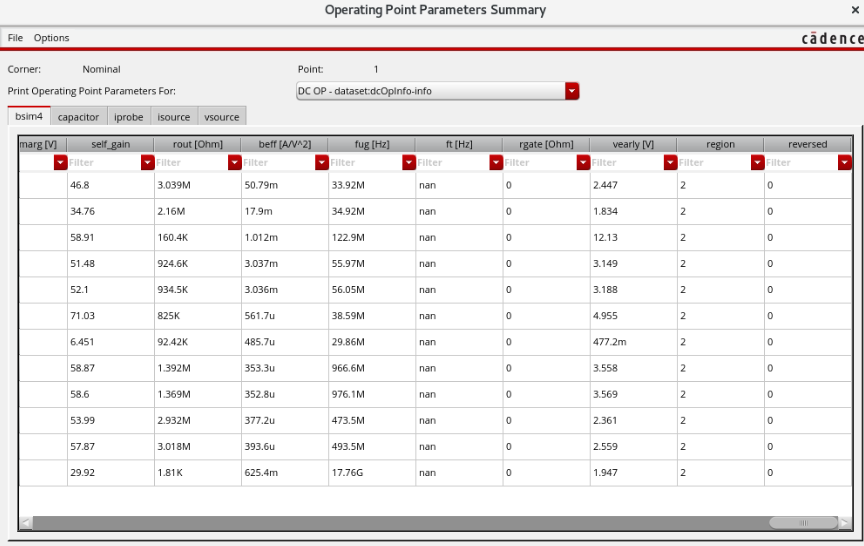 Operating Point Parameters Summary ×
File Options cādence
Corner: Nominal Point: 1
Print Operating Point Parameters For: DC OP - dataset:dcOpInfo-info
bsim4 capacitor iprobe isource vsource
marg [V] self_gain rout [Ohm] beff [A/V^2] fug [Hz] ft [Hz] rgate [Ohm] vearly [V] region reversed
Filter Filter Filter Filter Filter Filter Filter Filter Filter
46.8 3.039M 50.79m 33.92M nan 0 2.447 2 0
34.76 2.16M 17.9m 34.92M nan 0 1.834 2 0
58.91 160.4K 1.012m 122.9M nan 0 12.13 2 0
51.48 924.6K 3.037m 55.97M nan 0 3.149 2 0
52.1 934.5K 3.036m 56.05M nan 0 3.188 2 0
71.03 825K 561.7u 38.59M nan 0 4.955 2 0
6.451 92.42K 485.7u 29.86M nan 0 477.2m 2 0
58.87 1.392M 353.3u 966.6M nan 0 3.558 2 0
58.6 1.369M 352.8u 976.1M nan 0 3.569 2 0
53.99 2.932M 377.2u 473.5M nan 0 2.361 2 0
57.87 3.018M 393.6u 493.5M nan 0 2.559 2 0
29.92 1.81K 625.4m 17.76G nan 0 1.947 2 0